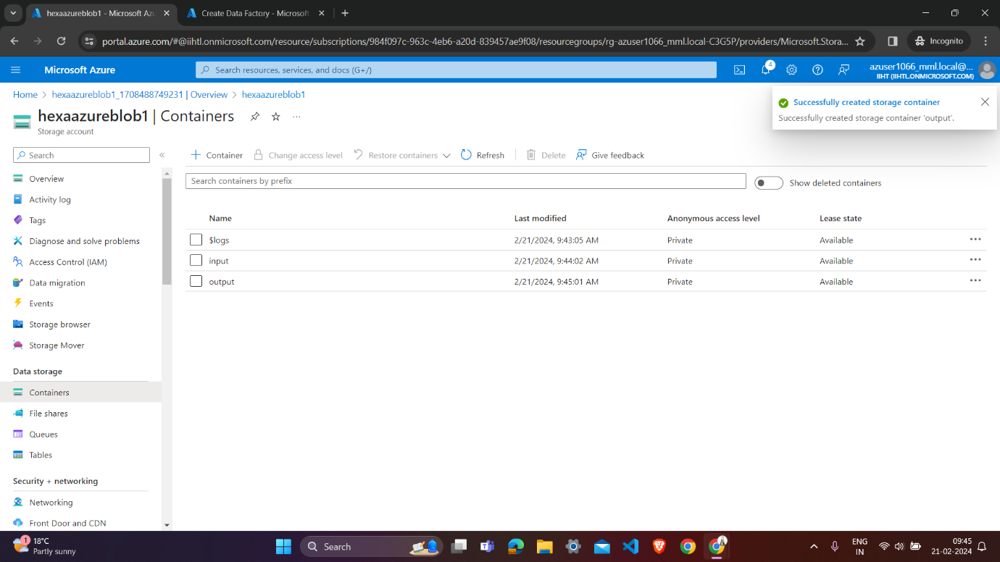 hexaazureblob1 - Microsoft Azu
Create Data Factory - Microsoft
portal.azure.com/#@iihtl.onmicrosoft.com/resource/subscriptions/984f097c-963c-4eb6-a20d-839457ae9f08/resourcegroups/rg-azuser1066_mml.local-C3G5P/providers/Microsoft.Stora...
Incognito
Microsoft Azure
Search resources, services, and docs (G+/)
4
azuser1066_mml.local@...
IIHT (IIHTL.ONMICROSOFT.COM)
Home > hexaazureblob1_1708488749231 | Overview > hexaazureblob1
hexaazureblob1 | Containers
Storage account
Successfully created storage container
Successfully created storage container 'output'.
Search
Container
Change access level
Restore containers
Refresh
Delete
Give feedback
Search containers by prefix
Show deleted containers
Name Last modified Anonymous access level Lease state
$logs 2/21/2024, 9:43:05 AM Private Available
input 2/21/2024, 9:44:02 AM Private Available
output 2/21/2024, 9:45:01 AM Private Available
Overview
Activity log
Tags
Diagnose and solve problems
Access Control (IAM)
Data migration
Events
Storage browser
Storage Mover
Data storage
Containers
File shares
Queues
Tables
Security + networking
Networking
Front Door and CDN
1
18°C
Partly sunny
Search
ENG
IN
09:45
21-02-2024